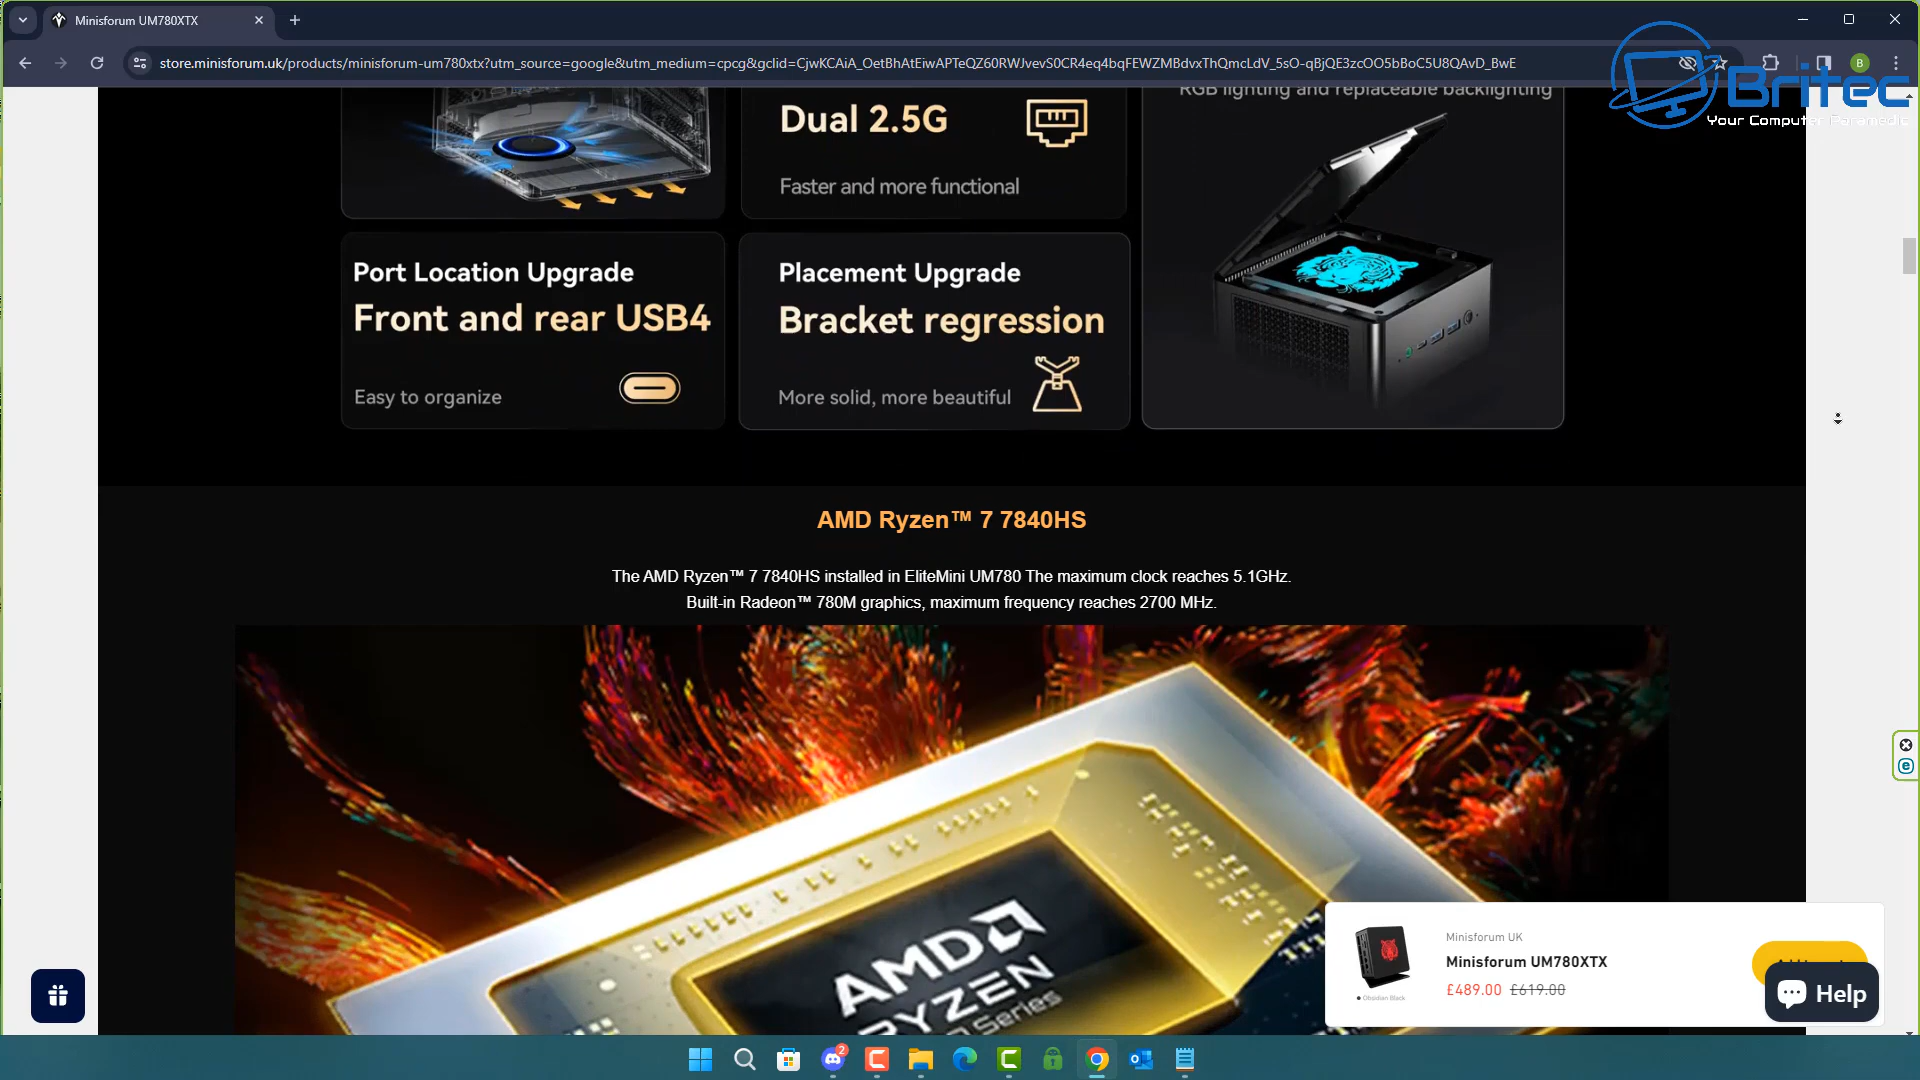 Minisforum UM780XTX
store.minisforum.uk/products/minisforum-um780xtx?utm_source=google&utm_medium=cpcg&gclid=CjwKCAiA_OetBhAtEiwAPTeQZ60RWJvevS0CR4eq4bqFEWZMBdvxThQmcLdV_5sO-qBjQE3zcOO5bBoC5U8QAvD_BwE
B
Britec
Your Computer Paramedic
RGB lighting and replaceable backlighting
Dual 2.5G
Faster and more functional
Port Location Upgrade
Front and rear USB4
Easy to organize
Placement Upgrade
Bracket regression
More solid, more beautiful
AMD Ryzen™ 7 7840HS
The AMD Ryzen™ 7 7840HS installed in EliteMini UM780 The maximum clock reaches 5.1GHz.
Built-in Radeon™ 780M graphics, maximum frequency reaches 2700 MHz.
AMD
RYZEN
Series
Minisforum UK
Minisforum UM780XTX
£489.00 £619.00
Obsidian Black
Help
2